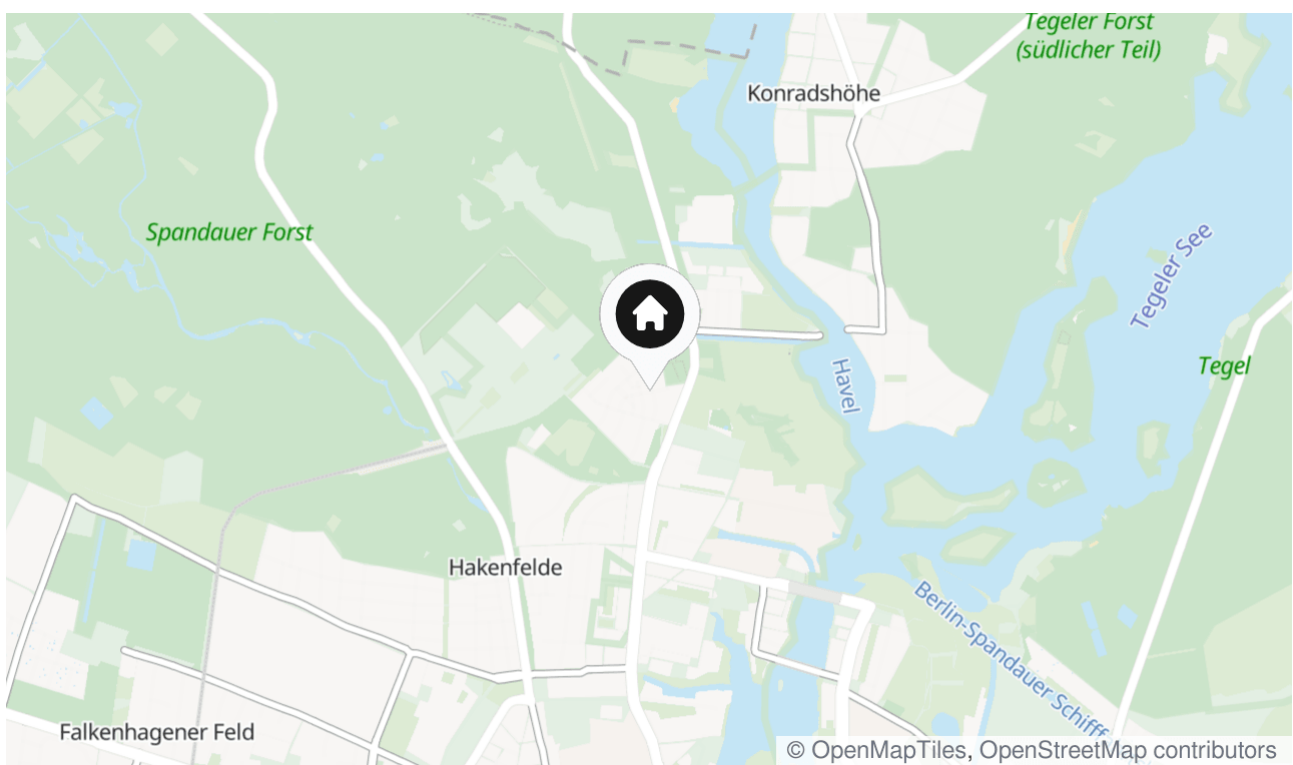 Tegeler Forst
(südlicher Teil)
Konradshöhe
Spandauer Forst
Tegeler See
Havel
Tegel
Hakenfelde
Berlin-Spandauer Schifff
Falkenhagener Feld
© OpenMapTiles, OpenStreetMap contributors